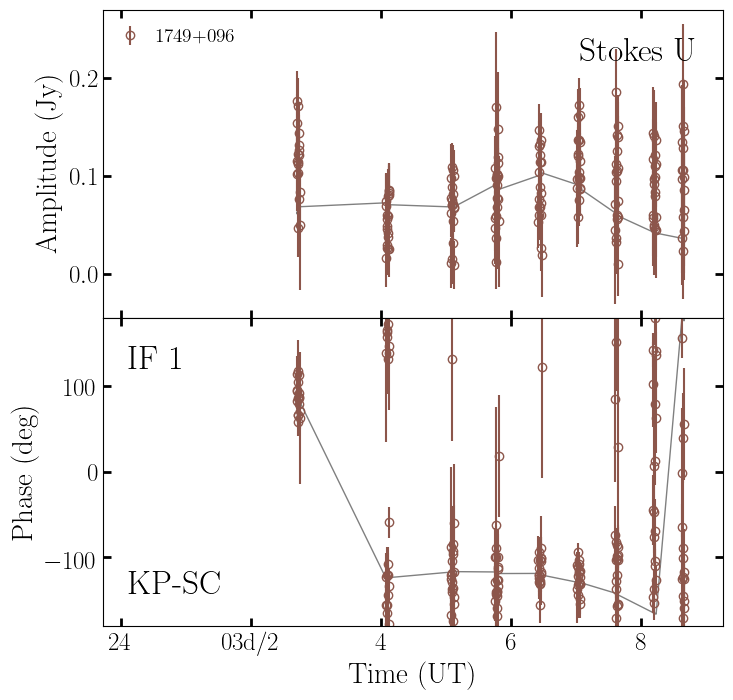 1749+096
Stokes U
0.2
0.1
0.0
Amplitude (Jy)
IF 1
100
0
−100
Phase (deg)
KP-SC
24 03d/2 4 6 8
Time (UT)